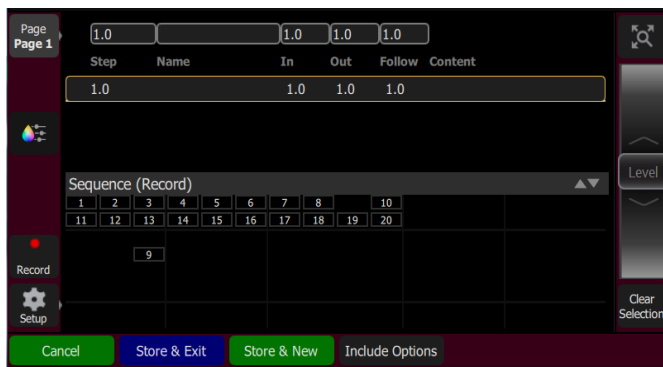 Page
Page 1
1.0 1.0 1.0 1.0
Step Name In Out Follow Content
1.0 1.0 1.0 1.0
Level
Sequence (Record)
1 2 3 4 5 6 7 8 10
11 12 13 14 15 16 17 18 19 20
9
Record
Setup
Clear
Selection
Cancel Store & Exit Store & New Include Options